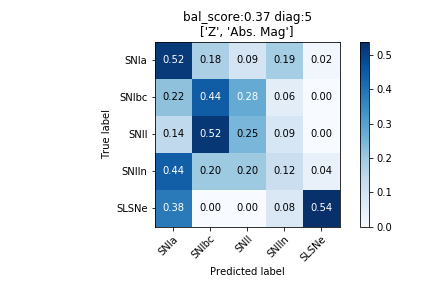 bal_score:0.37 diag:5
['Z', 'Abs. Mag']
True label
SNIa 0.52 0.18 0.09 0.19 0.02
SNIbc 0.22 0.44 0.28 0.06 0.00
SNII 0.14 0.52 0.25 0.09 0.00
SNIIn 0.44 0.20 0.20 0.12 0.04
SLSNe 0.38 0.00 0.00 0.08 0.54
SNIa SNIbc SNII SNIIn SLSNe
Predicted label
0.5
0.4
0.3
0.2
0.1
0.0